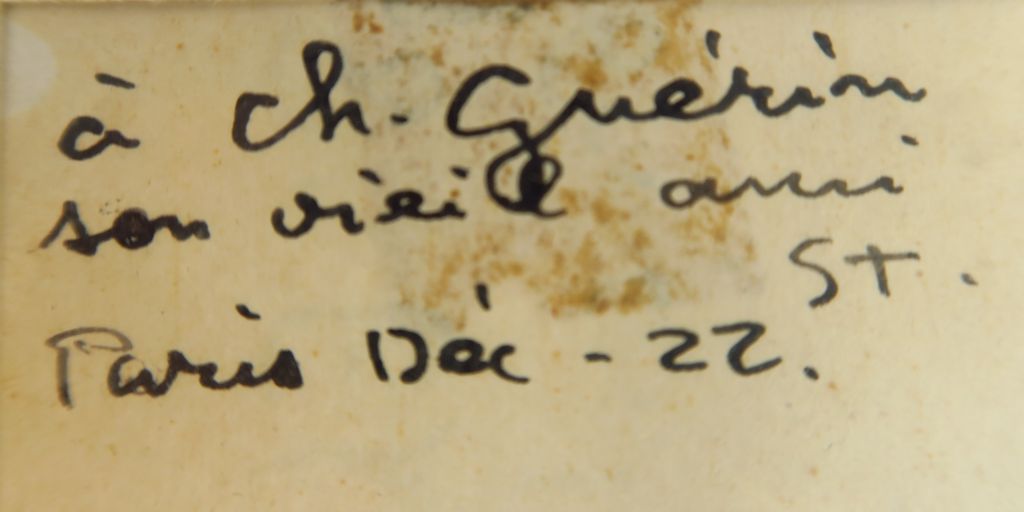 à Ch. Guérin
son vieil ami
St.
Paris Déc - 22.